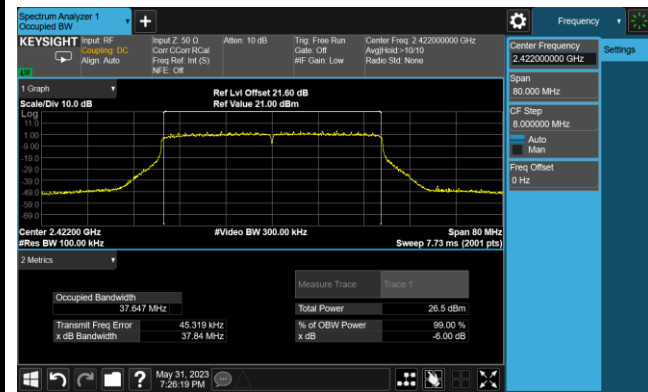 Spectrum Analyzer 1
Occupied BW
+
Frequency
KEYSIGHT
Input: RF
Coupling: DC
Align: Auto
Input Z: 50 Ω
Corr CCorr RCal
Freq Ref: Int (S)
NFE: Off
Atten: 10 dB
Trig: Free Run
Gate: Off
#IF Gain: Low
Center Freq: 2.422000000 GHz
Avg|Hold:>10/10
Radio Std: None
Center Frequency
2.422000000 GHz
Settings
Span
80.000 MHz
CF Step
8.000000 MHz
Auto
Man
Freq Offset
0 Hz
1 Graph
Scale/Div 10.0 dB
Ref Lvl Offset 21.60 dB
Ref Value 21.00 dBm
Log
11.0
1.00
-9.00
-19.0
-29.0
-39.0
-49.0
-59.0
-69.0
Center 2.42200 GHz
#Video BW 300.00 kHz
Span 80 MHz
#Res BW 100.00 kHz
Sweep 7.73 ms (2001 pts)
2 Metrics
Measure Trace
Trace 1
Occupied Bandwidth
37.647 MHz
Total Power
26.5 dBm
Transmit Freq Error
45.319 kHz
% of OBW Power
99.00 %
x dB Bandwidth
37.84 MHz
x dB
-6.00 dB
?
May 31, 2023
7:26:19 PM